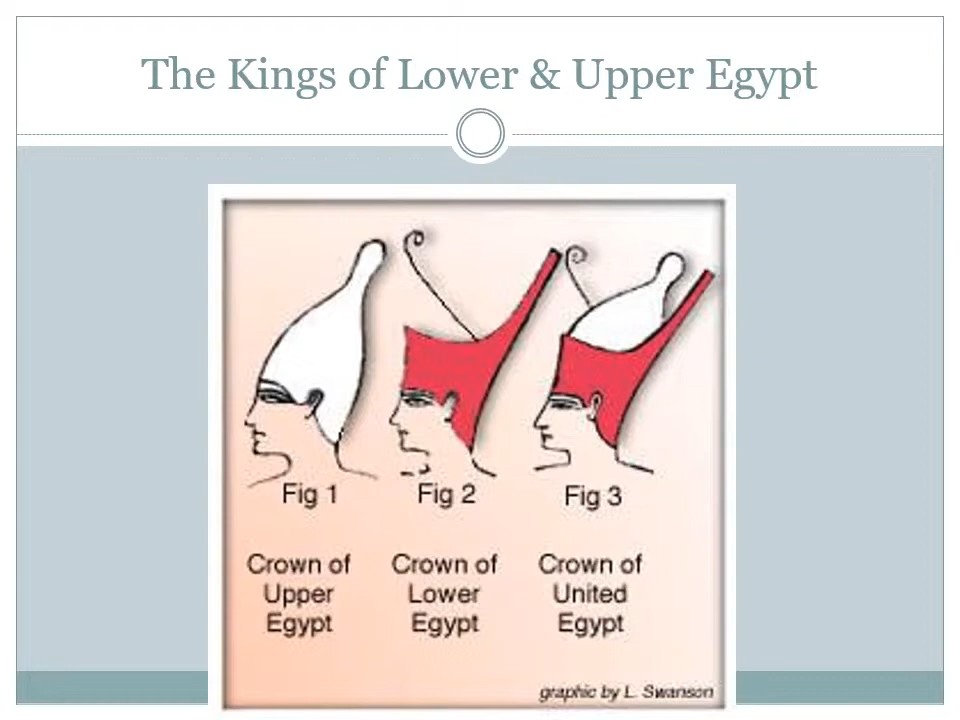 The Kings of Lower & Upper Egypt
Fig 1
Fig 2
Fig 3
Crown of
Upper
Egypt
Crown of
Lower
Egypt
Crown of
United
Egypt
graphic by L. Swanson